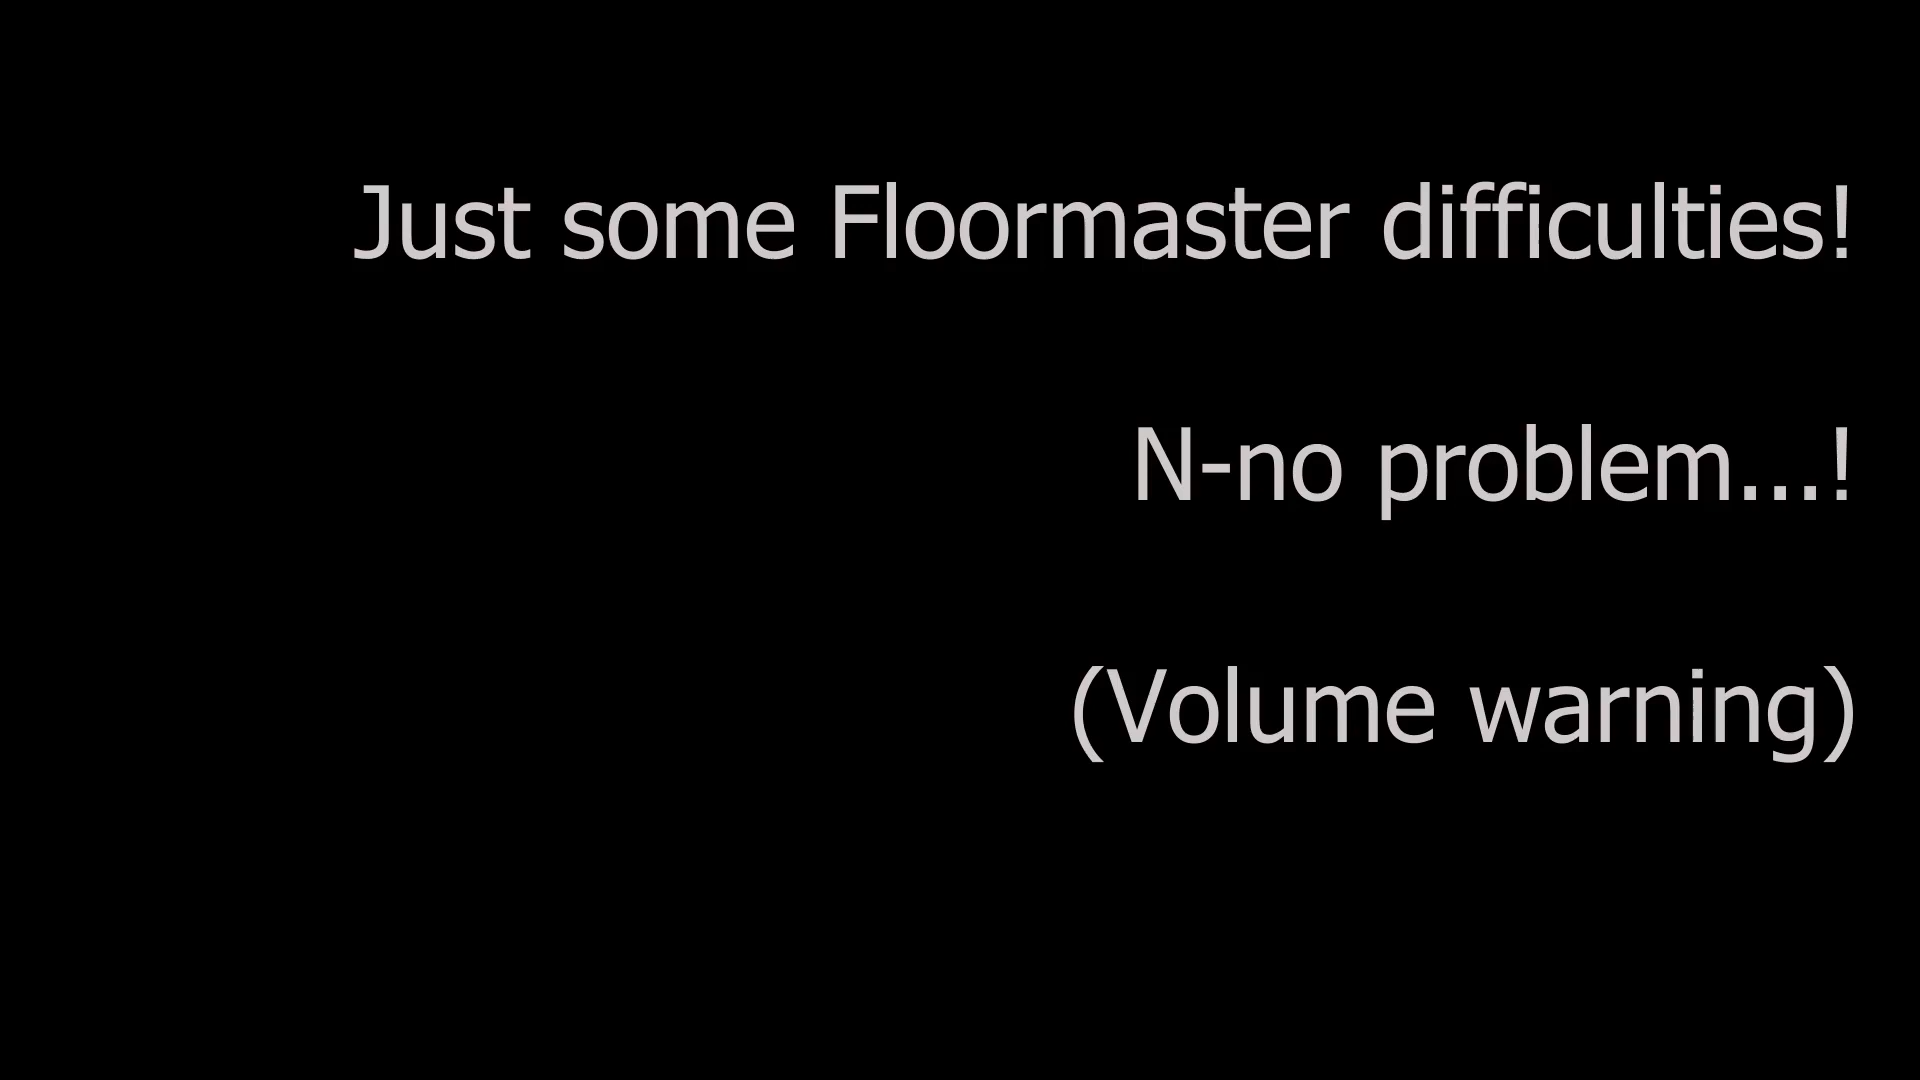 Just some Floormaster difficulties!
N-no problem...!
(Volume warning)